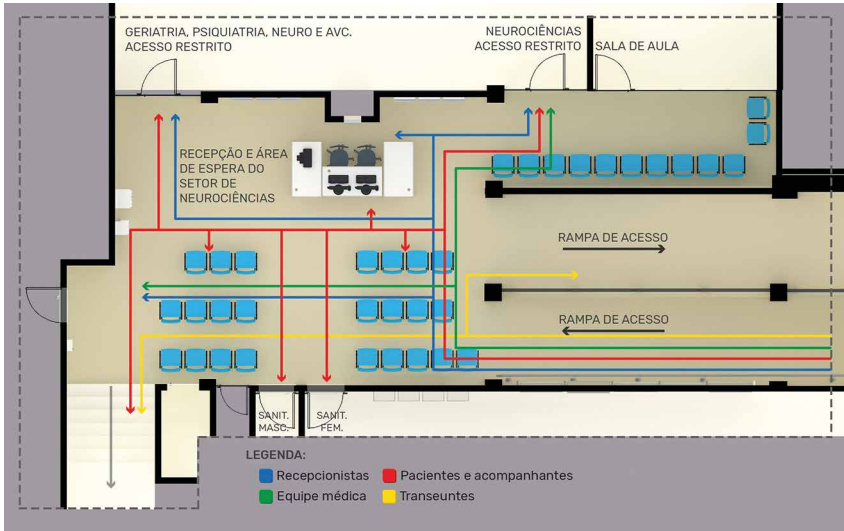 GERIATRIA, PSIQUIATRIA, NEURO E AVC.
ACESSO RESTRITO
NEUROCIÊNCIAS
ACESSO RESTRITO
SALA DE AULA
RECEPÇÃO E ÁREA
DE ESPERA DO
SETOR DE
NEUROCIÊNCIAS
RAMPA DE ACESSO
RAMPA DE ACESSO
SANIT.
MASC.
SANIT.
FEM.
LEGENDA:
Recepcionistas
Pacientes e acompanhantes
Equipe médica
Transeuntes